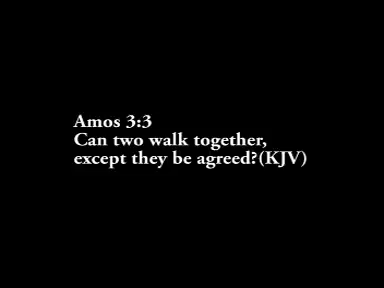 Amos 3:3
Can two walk together,
except they be agreed?(KJV)